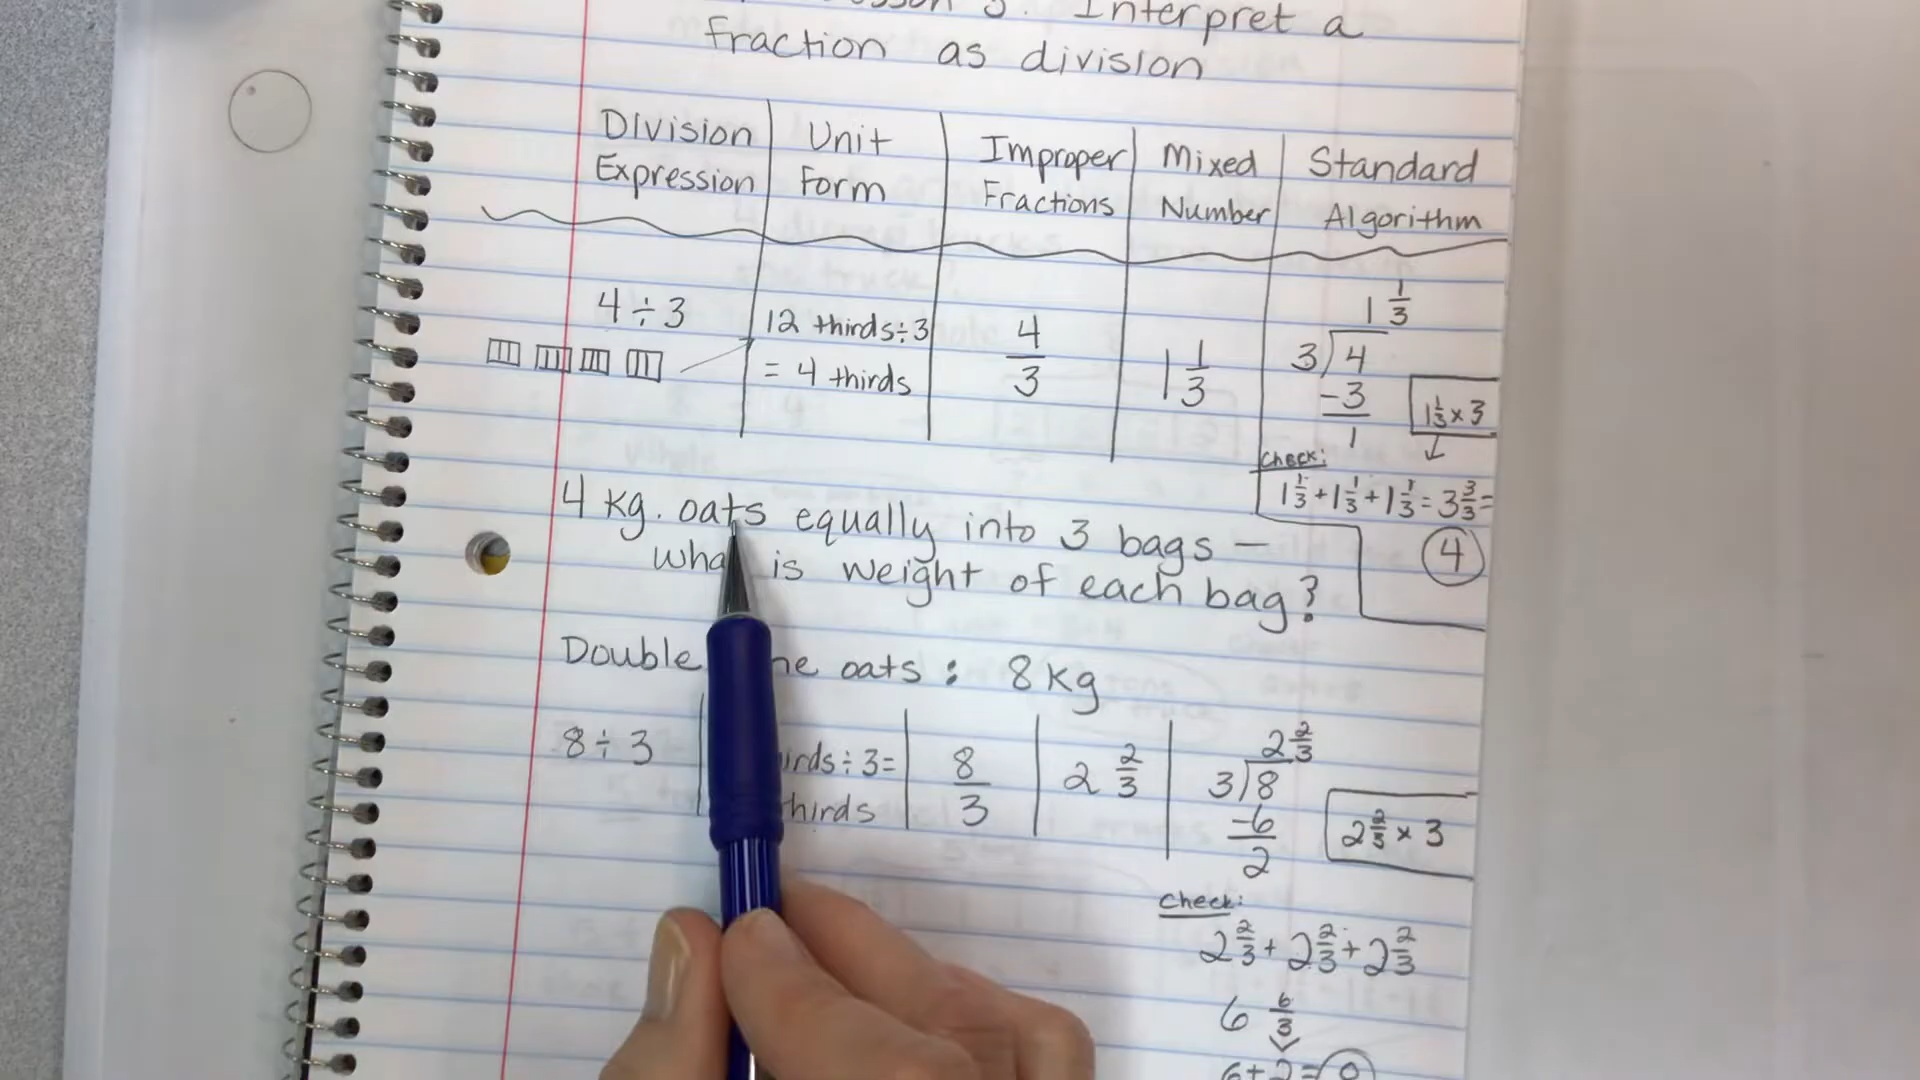 3: Interpret a
fraction as division
Division Expression | Unit Form | Improper Fractions | Mixed Number | Standard Algorithm
4 ÷ 3 | 12 thirds ÷ 3 = 4 thirds | 4/3 | 1 1/3
1 1/3
3)4
-3
1
1 1/3 × 3
Check:
1 1/3 + 1 1/3 + 1 1/3 = 3 3/3 =
4
4 kg. oats equally into 3 bags —
is weight of each bag?
Double oats: 8 kg
8 ÷ 3 | ÷ 3 = | 8/3 | 2 2/3
2 2/3
3)8
-6
2
2 2/3 × 3
Check:
2 2/3 + 2 2/3 + 2 2/3
6 6/3